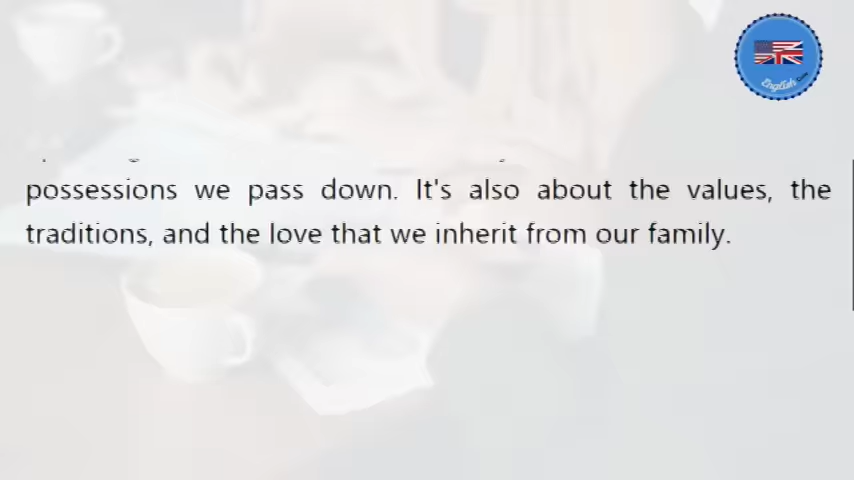 possessions we pass down. It's also about the values, the
traditions, and the love that we inherit from our family.
English